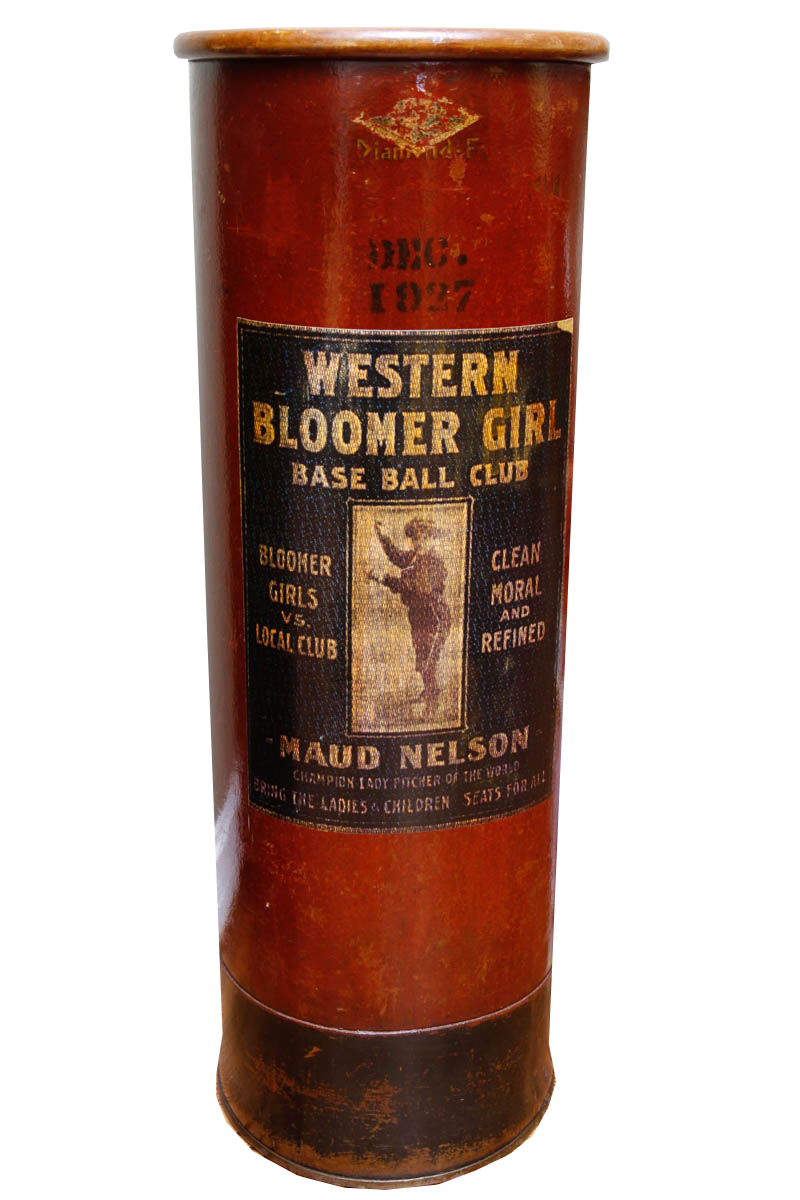 Diamond-F
DEC.
1927
WESTERN
BLOOMER GIRL
BASE BALL CLUB
BLOOMER
GIRLS
VS.
LOCAL CLUB
CLEAN
MORAL
AND
REFINED
-MAUD NELSON-
CHAMPION LADY PITCHER OF THE WORLD
BRING THE LADIES & CHILDREN SEATS FOR ALL